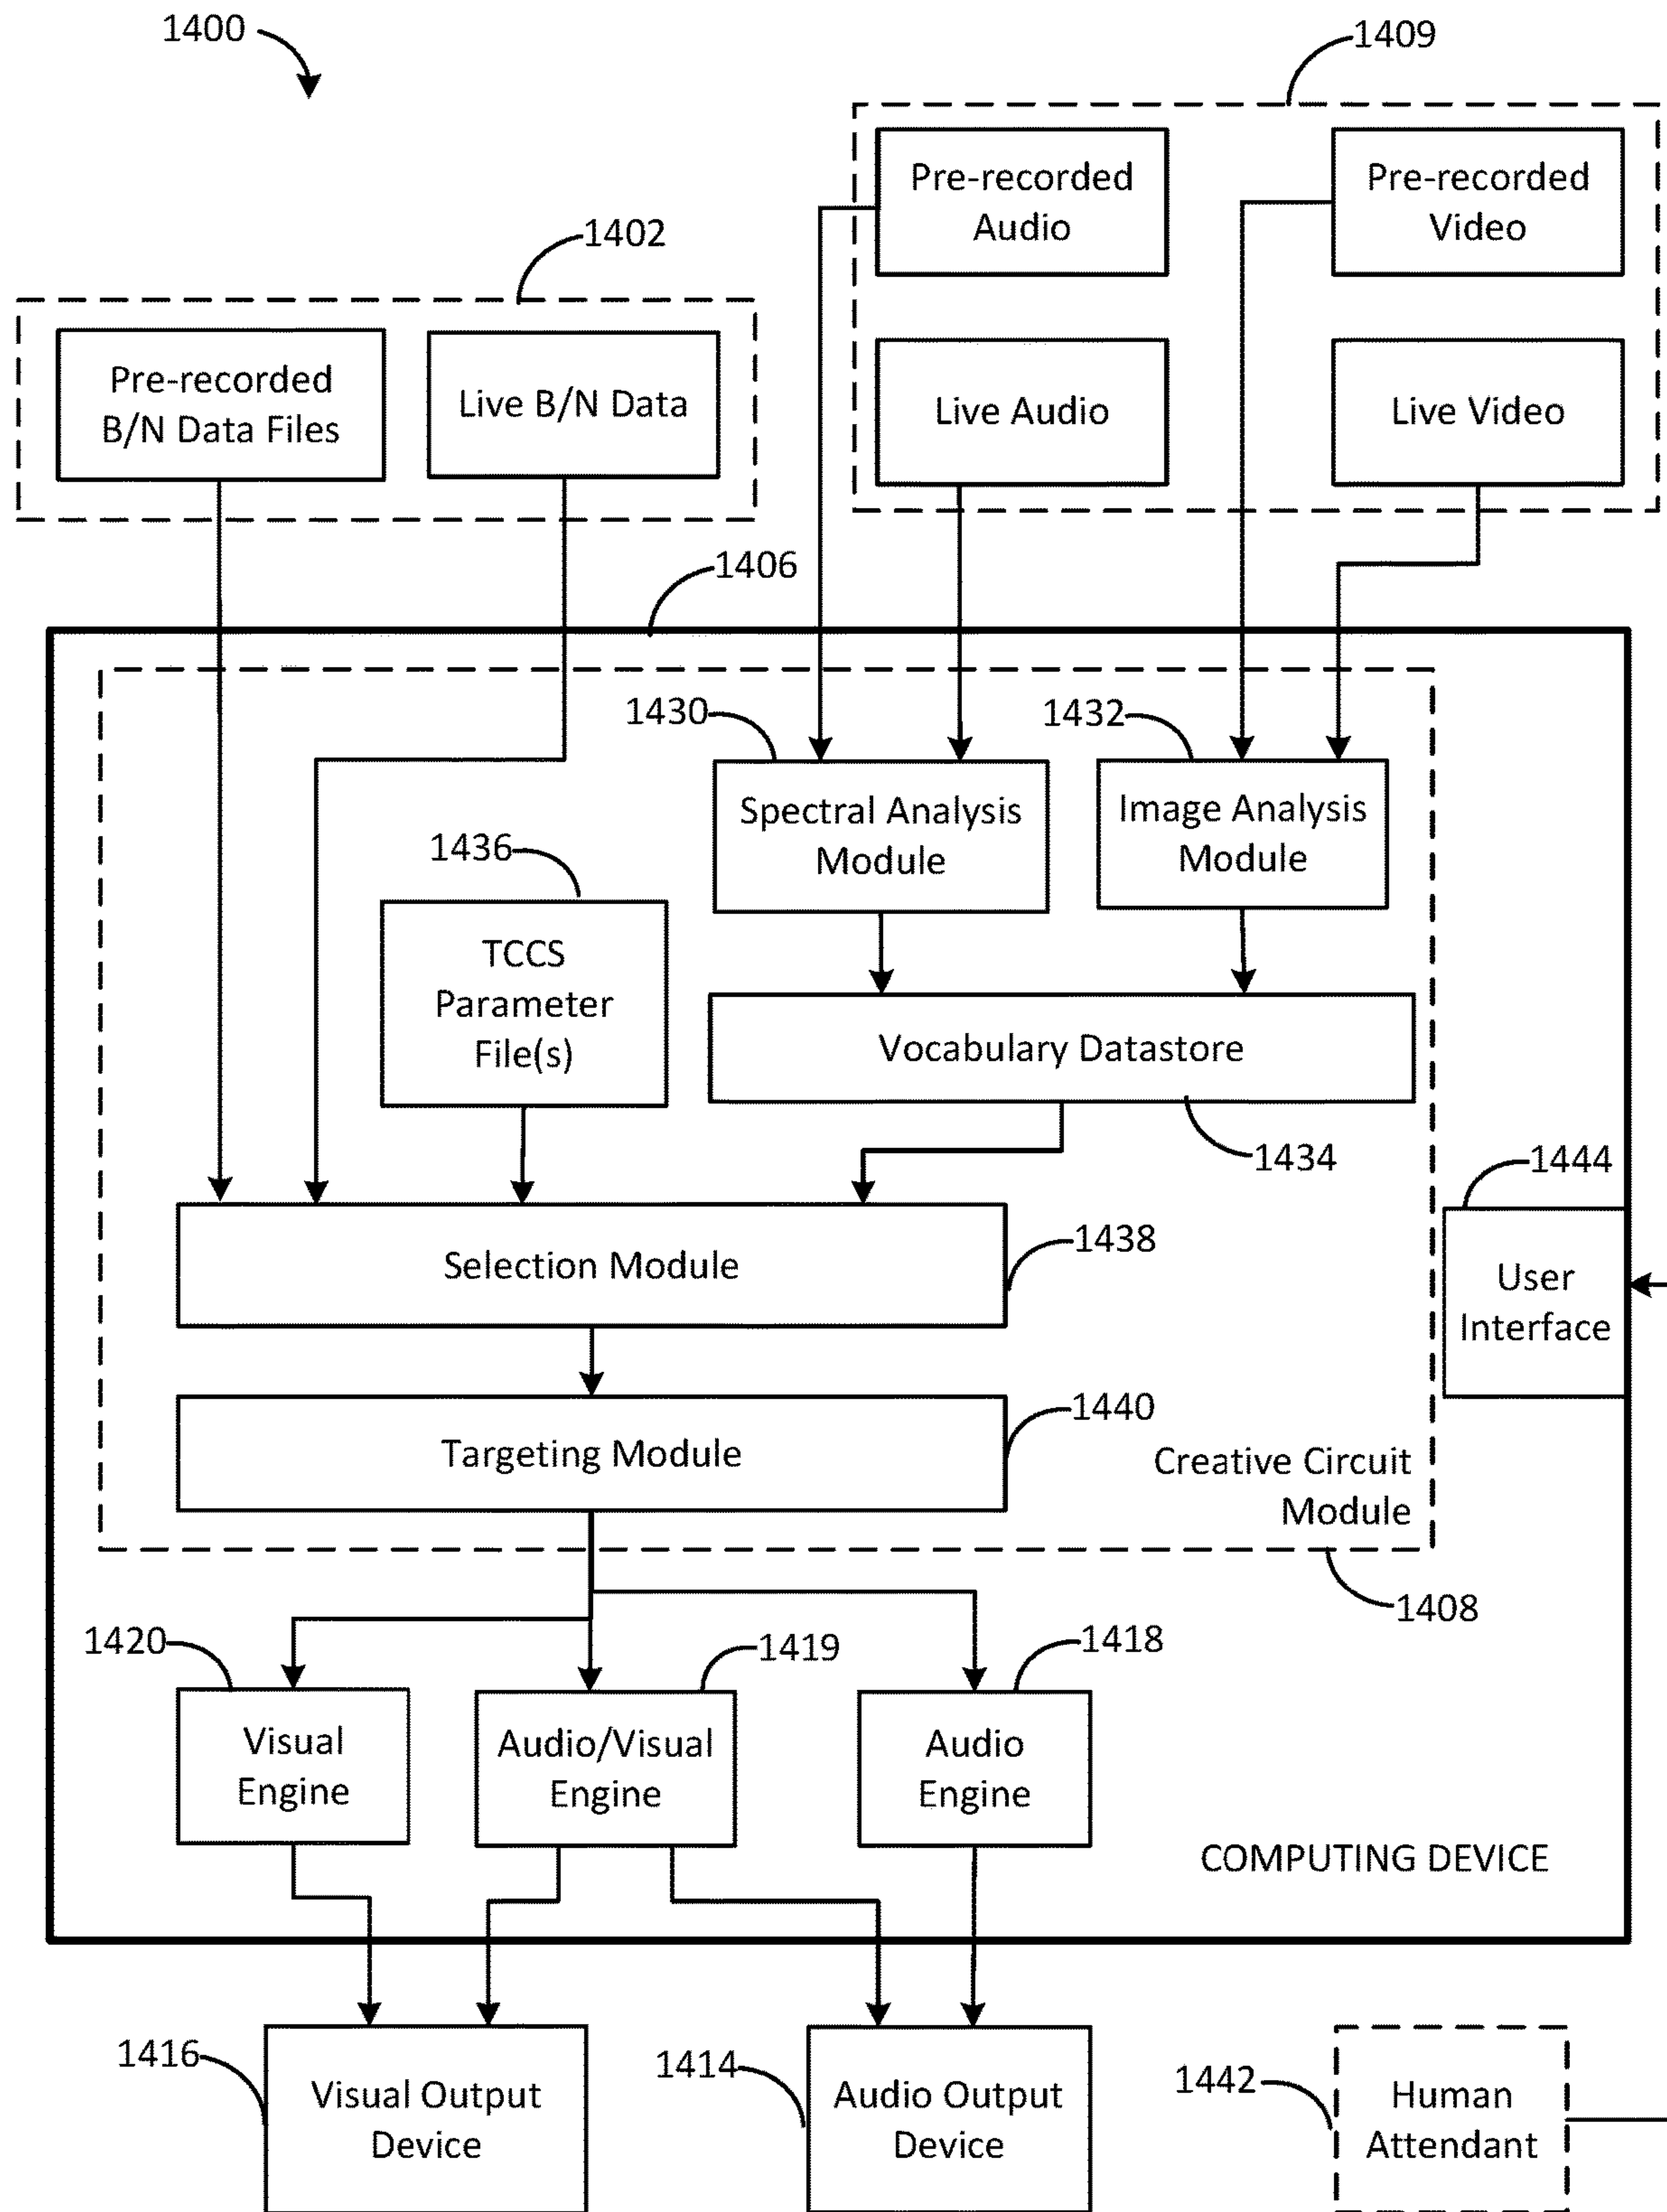 1400
1409
Pre-recorded
Audio
Pre-recorded
Video
1402
Pre-recorded
B/N Data Files
Live B/N Data
Live Audio
Live Video
1406
1430
1432
Spectral Analysis
Module
Image Analysis
Module
1436
TCCS
Parameter
File(s)
Vocabulary Datastore
1434
1444
Selection Module
1438
User
Interface
Targeting Module
1440
Creative Circuit
Module
1408
1420
1419
1418
Visual
Engine
Audio/Visual
Engine
Audio
Engine
COMPUTING DEVICE
1416
Visual Output
Device
1414
Audio Output
Device
1442
Human
Attendant